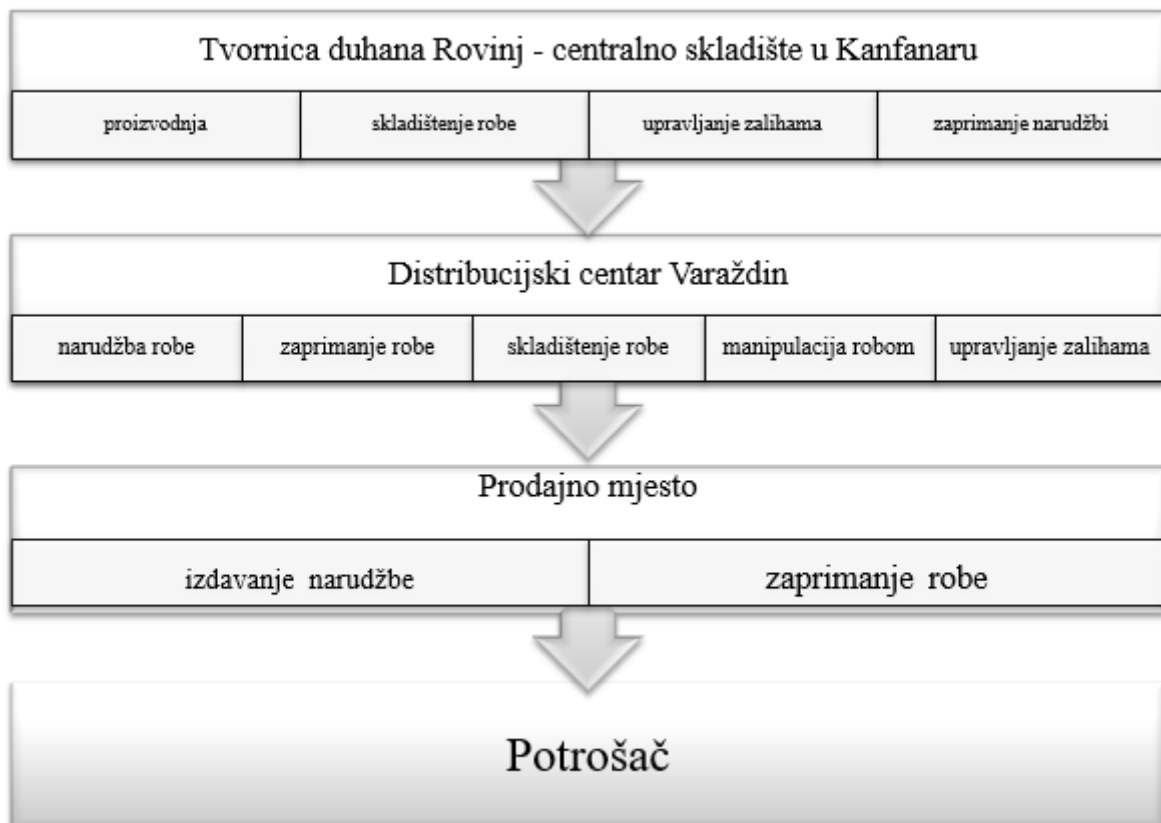 Tvornica duhana Rovinj - centralno skladište u Kanfanaru
proizvodnja
skladištenje robe
upravljanje zalihama
zaprimanje narudžbi
Distribucijski centar Varaždin
narudžba robe
zaprimanje robe
skladištenje robe
manipulacija robom
upravljanje zalihama
Prodajno mjesto
izdavanje narudžbe
zaprimanje robe
Potrošač